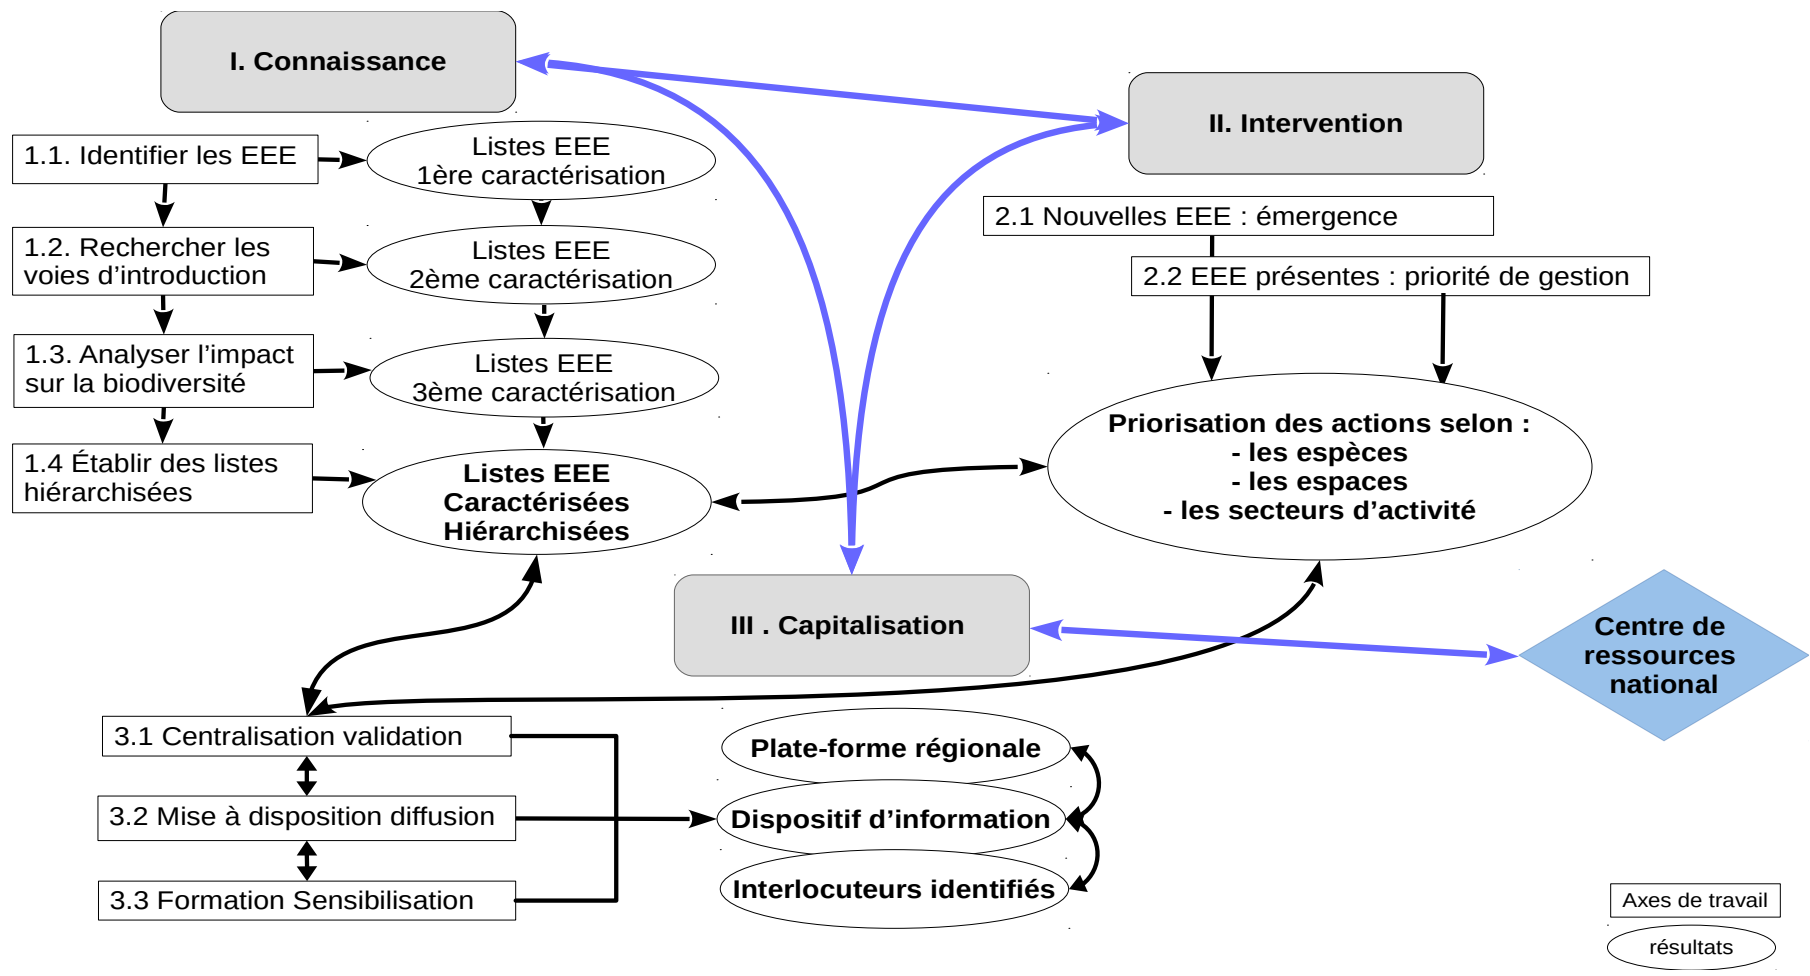 I. Connaissance
II. Intervention
1.1. Identifier les EEE
Listes EEE
1ère caractérisation
1.2. Rechercher les
voies d’introduction
Listes EEE
2ème caractérisation
1.3. Analyser l’impact
sur la biodiversité
Listes EEE
3ème caractérisation
1.4 Établir des listes
hiérarchisées
Listes EEE
Caractérisées
Hiérarchisées
2.1 Nouvelles EEE : émergence
2.2 EEE présentes : priorité de gestion
Priorisation des actions selon :
- les espèces
- les espaces
- les secteurs d’activité
III . Capitalisation
Centre de
ressources
national
3.1 Centralisation validation
3.2 Mise à disposition diffusion
3.3 Formation Sensibilisation
Plate-forme régionale
Dispositif d’information
Interlocuteurs identifiés
Axes de travail
résultats